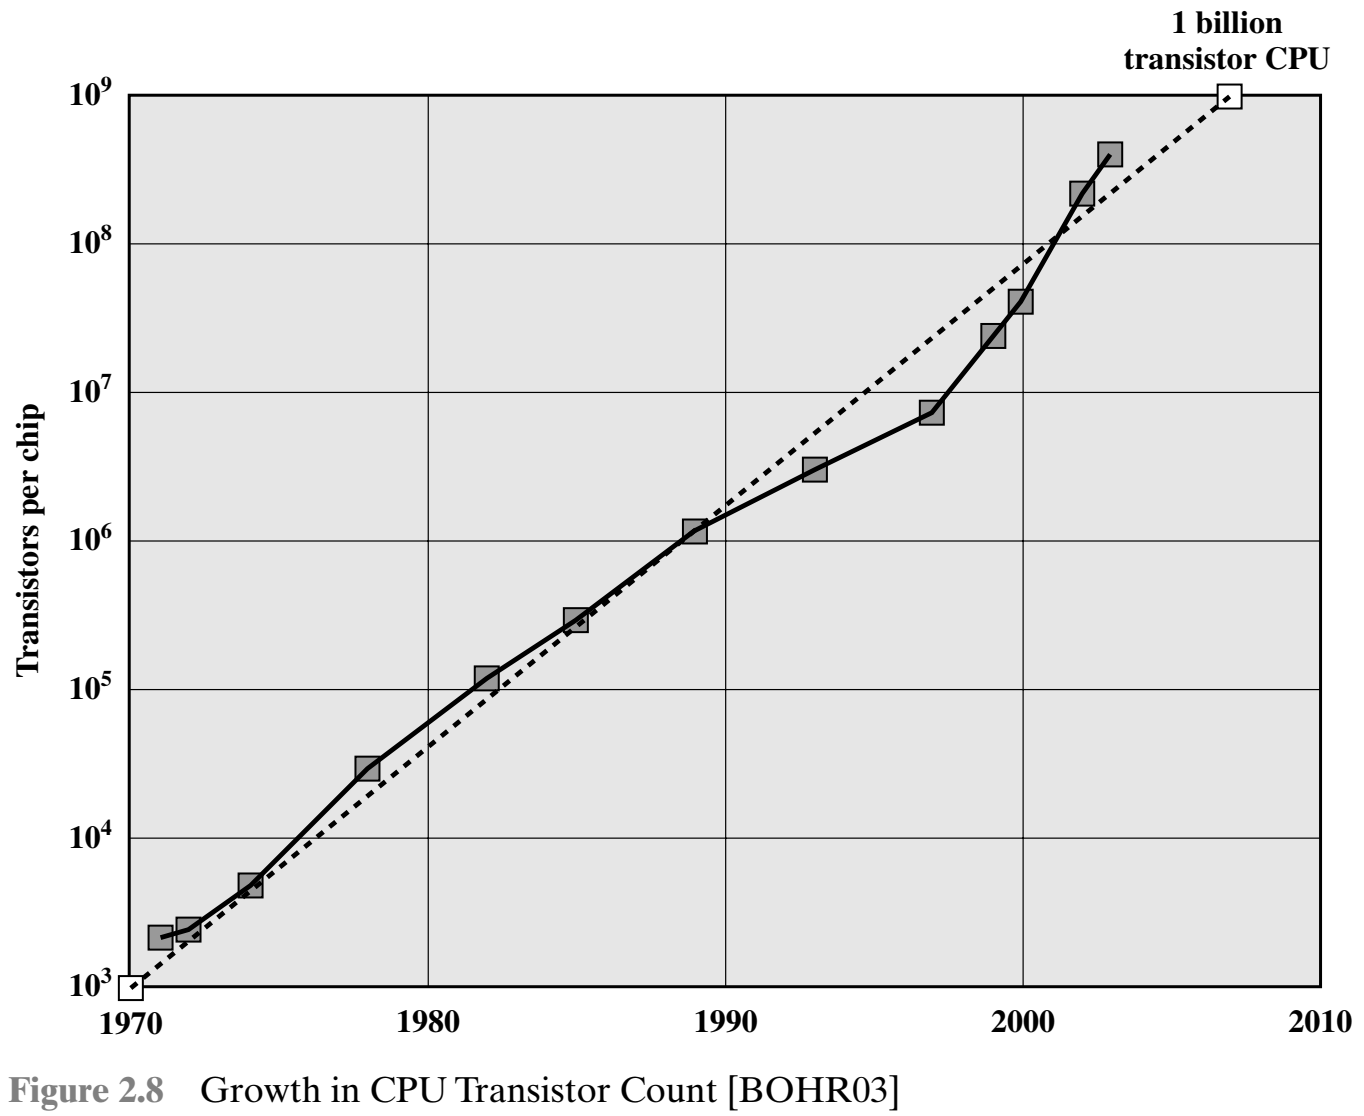 1 billion
transistor CPU
10⁹
10⁸
10⁷
10⁶
10⁵
10⁴
10³
Transistors per chip
1970 1980 1990 2000 2010
Figure 2.8 Growth in CPU Transistor Count [BOHR03]